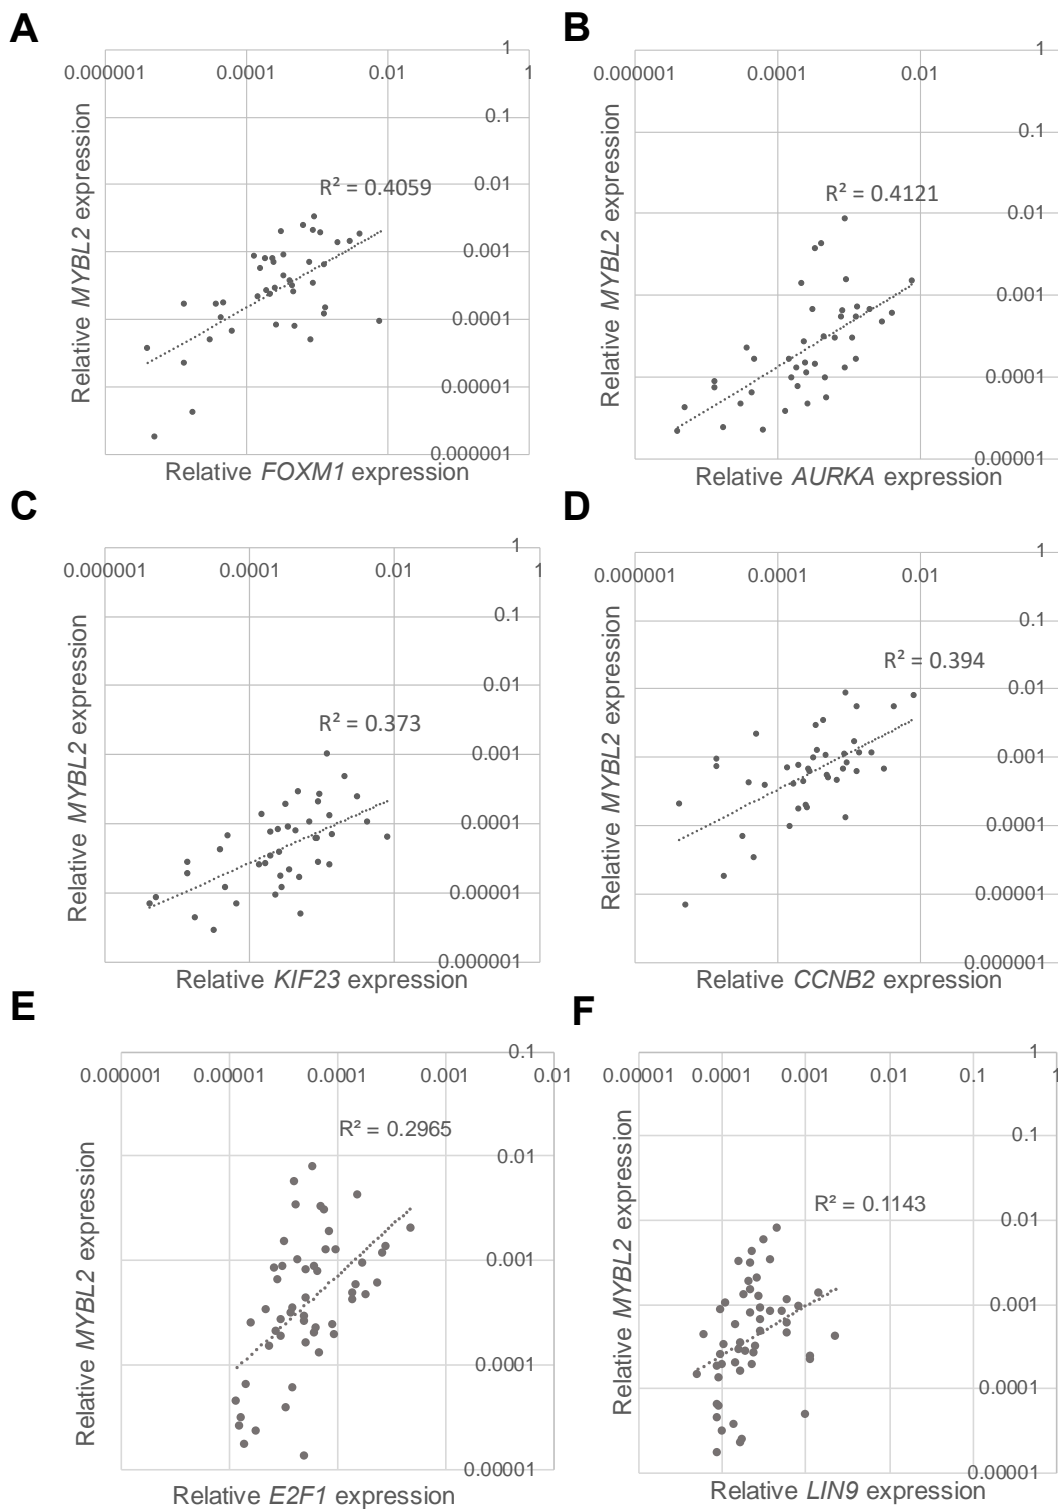 A
0.000001
0.0001
0.01
1
1
0.1
0.01
0.001
0.0001
0.00001
0.000001
R² = 0.4059
Relative MYBL2 expression
Relative FOXM1 expression
B
0.000001
0.0001
0.01
1
0.1
0.01
0.001
0.0001
0.00001
R² = 0.4121
Relative MYBL2 expression
Relative AURKA expression
C
0.000001
0.0001
0.01
1
1
0.1
0.01
0.001
0.0001
0.00001
0.000001
R² = 0.373
Relative MYBL2 expression
Relative KIF23 expression
D
0.000001
0.0001
0.01
1
0.1
0.01
0.001
0.0001
0.00001
0.000001
R² = 0.394
Relative MYBL2 expression
Relative CCNB2 expression
E
0.000001
0.00001
0.0001
0.001
0.01
0.1
0.01
0.001
0.0001
0.00001
R² = 0.2965
Relative MYBL2 expression
Relative E2F1 expression
F
0.00001
0.0001
0.001
0.01
0.1
1
1
0.1
0.01
0.001
0.0001
0.00001
R² = 0.1143
Relative MYBL2 expression
Relative LIN9 expression